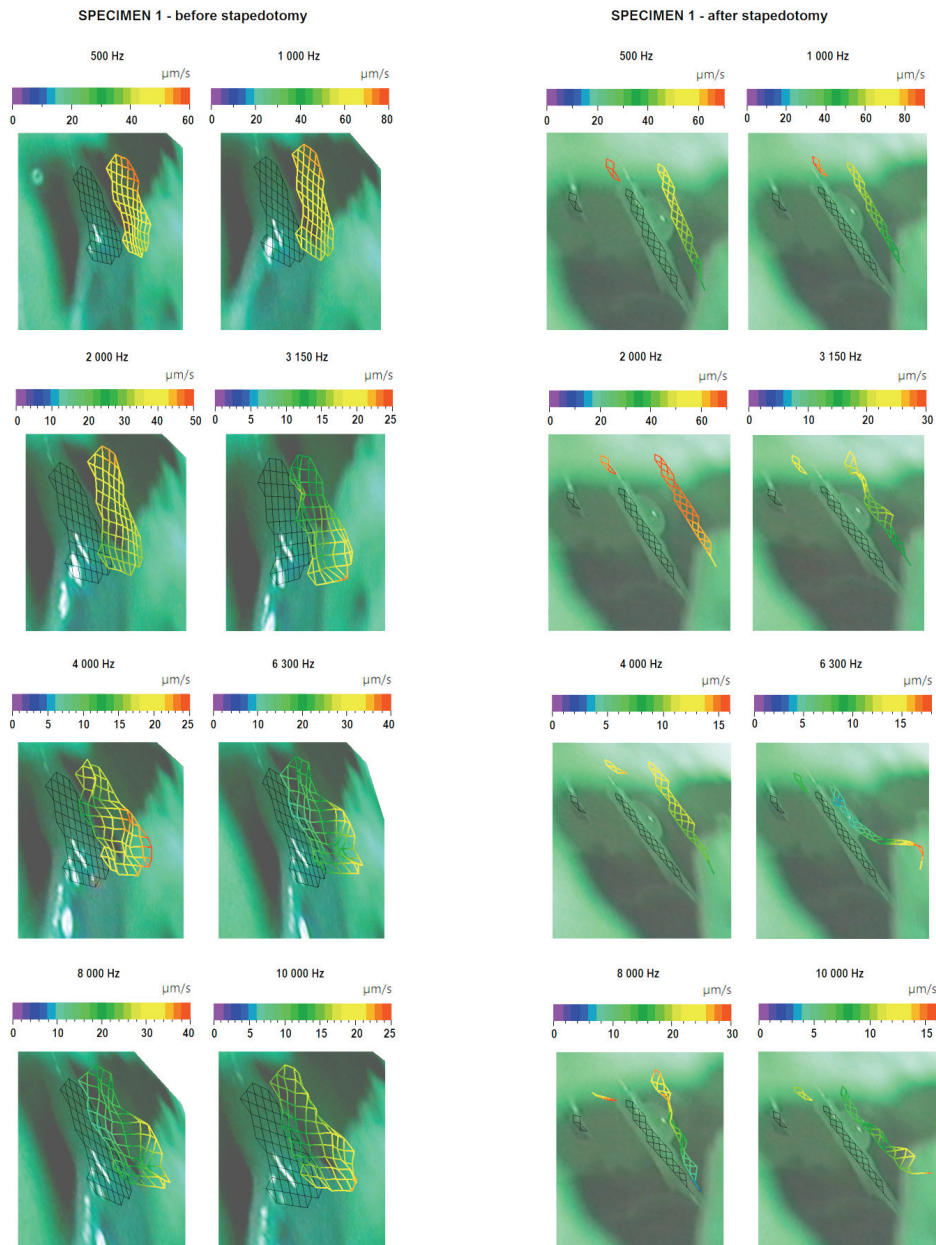 SPECIMEN 1 - before stapedotomy
SPECIMEN 1 - after stapedotomy
500 Hz
1 000 Hz
500 Hz
1 000 Hz
µm/s
µm/s
µm/s
µm/s
0 20 40 60
0 20 40 60 80
0 20 40 60
0 20 40 60 80
2 000 Hz
3 150 Hz
2 000 Hz
3 150 Hz
µm/s
µm/s
µm/s
µm/s
0 10 20 30 40 50
0 5 10 15 20 25
0 20 40 60
0 10 20 30
4 000 Hz
6 300 Hz
4 000 Hz
6 300 Hz
µm/s
µm/s
µm/s
µm/s
0 5 10 15 20 25
0 10 20 30 40
0 5 10 15
0 5 10 15
8 000 Hz
10 000 Hz
8 000 Hz
10 000 Hz
µm/s
µm/s
µm/s
µm/s
0 10 20 30 40
0 5 10 15 20 25
0 10 20 30
0 5 10 15